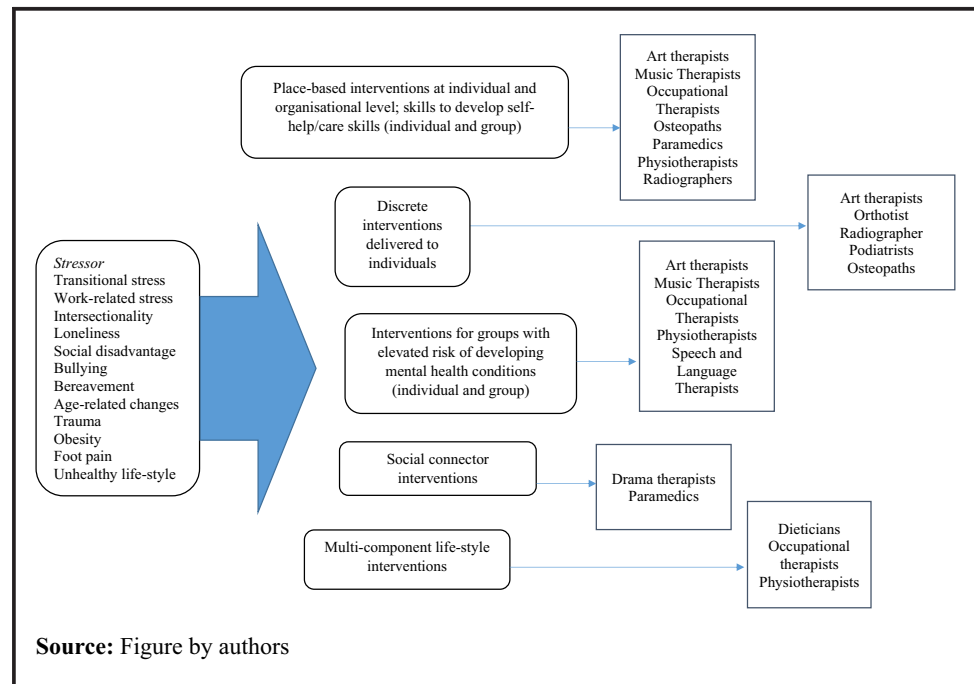 Place-based interventions at individual and
organisational level; skills to develop self-
help/care skills (individual and group)
Art therapists
Music Therapists
Occupational
Therapists
Osteopaths
Paramedics
Physiotherapists
Radiographers
Discrete
interventions
delivered to
individuals
Art therapists
Orthotist
Radiographer
Podiatrists
Osteopaths
Stressor
Transitional stress
Work-related stress
Intersectionality
Loneliness
Social disadvantage
Bullying
Bereavement
Age-related changes
Trauma
Obesity
Foot pain
Unhealthy life-style
Interventions for groups with
elevated risk of developing
mental health conditions
(individual and group)
Art therapists
Music Therapists
Occupational
Therapists
Physiotherapists
Speech and
Language
Therapists
Social connector
interventions
Drama therapists
Paramedics
Multi-component life-style
interventions
Dieticians
Occupational
therapists
Physiotherapists
Source: Figure by authors